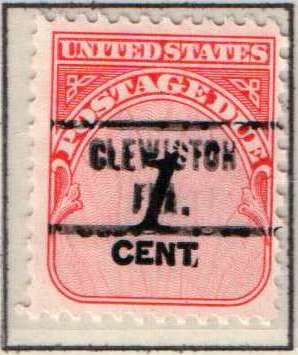 UNITED STATES
POSTAGE DUE
CLEWISTON
FLA.
1
CENT